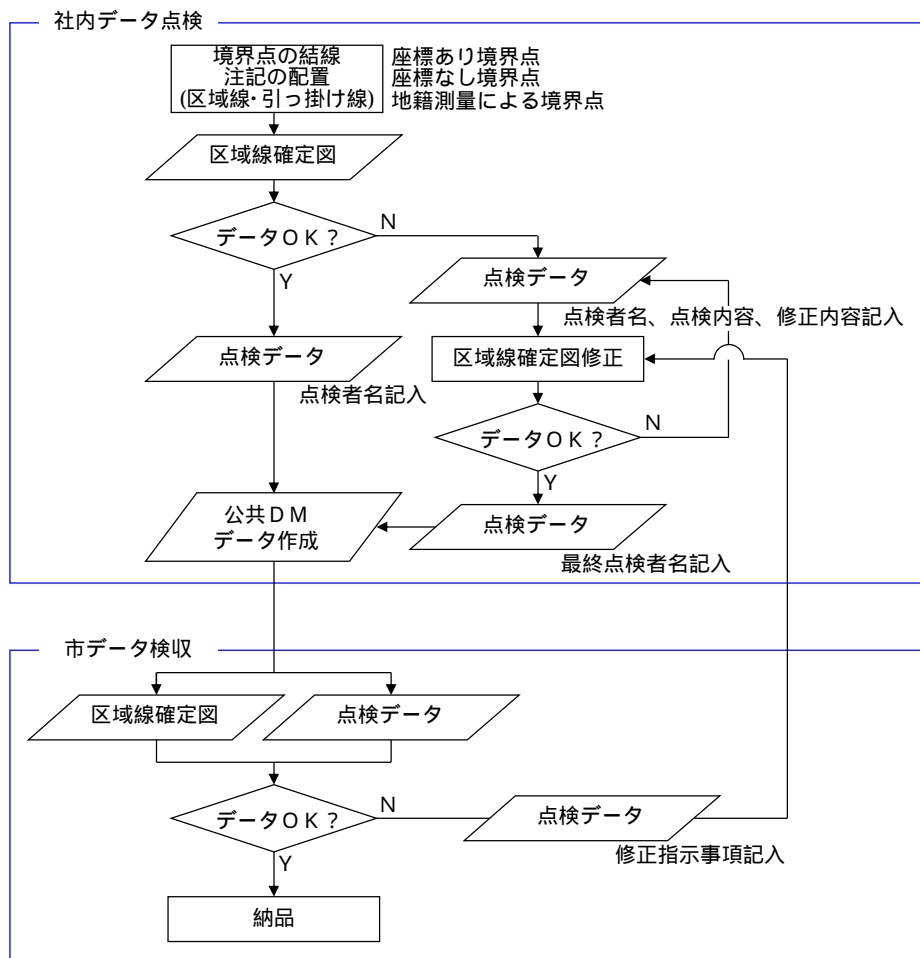 社内データ点検
境界点の結線
注記の配置
(区域線･引っ掛け線)
座標あり境界点
座標なし境界点
地籍測量による境界点
区域線確定図
データＯＫ？
N
Y
点検データ
点検者名、点検内容、修正内容記入
点検データ
点検者名記入
区域線確定図修正
データＯＫ？
N
Y
公共ＤＭ
データ作成
点検データ
最終点検者名記入
市データ検収
区域線確定図
点検データ
データＯＫ？
N
Y
点検データ
修正指示事項記入
納品